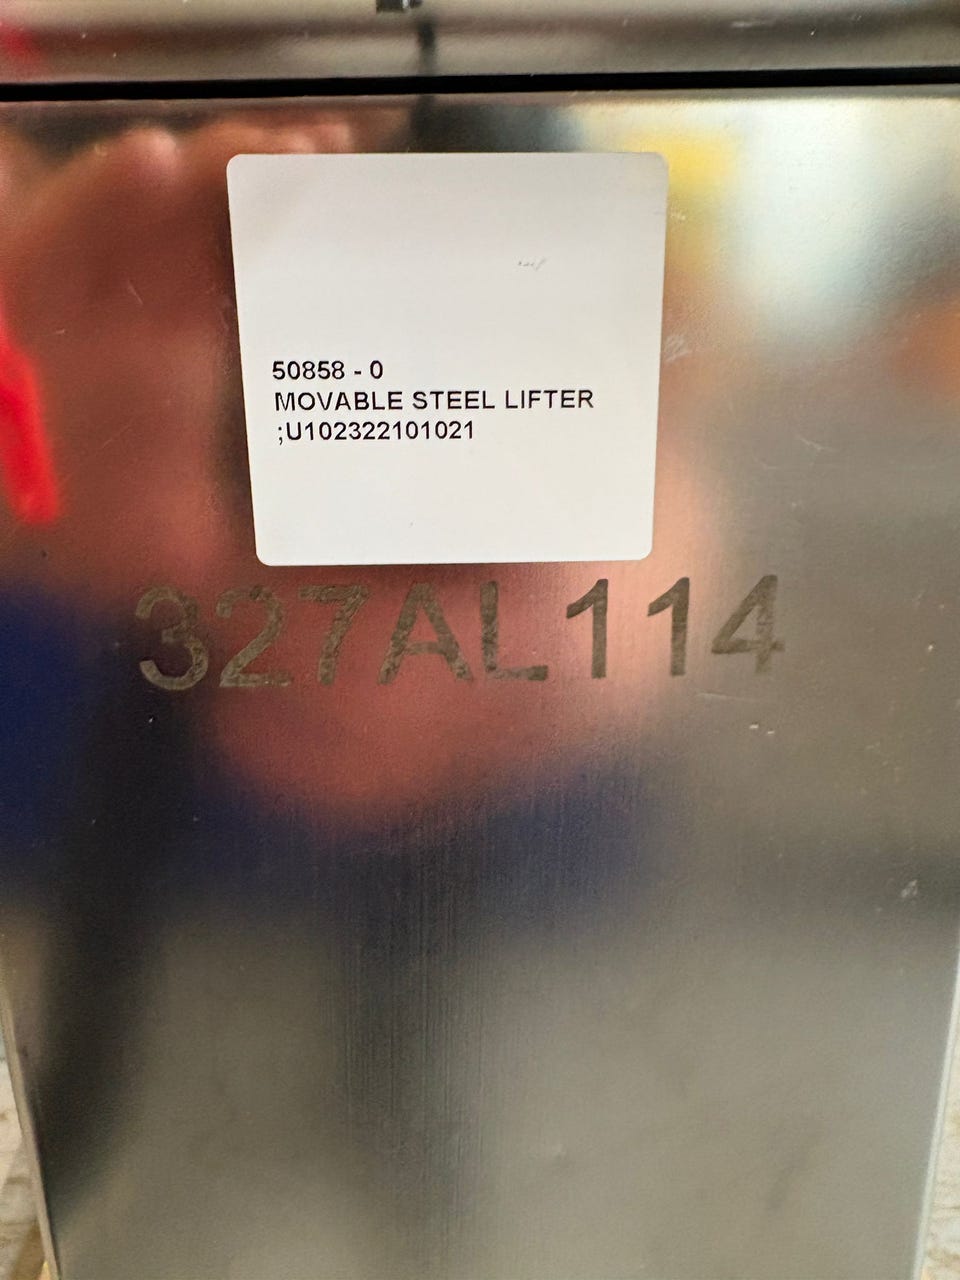 50858 - 0
MOVABLE STEEL LIFTER
;U102322101021
327AL114